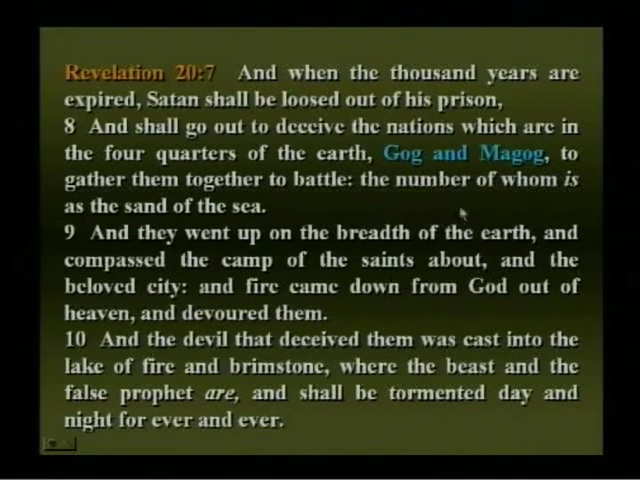 Revelation 20:7 And when the thousand years are
expired, Satan shall be loosed out of his prison,
8 And shall go out to deceive the nations which are in
the four quarters of the earth, Gog and Magog, to
gather them together to battle: the number of whom is
as the sand of the sea.
9 And they went up on the breadth of the earth, and
compassed the camp of the saints about, and the
beloved city: and fire came down from God out of
heaven, and devoured them.
10 And the devil that deceived them was cast into the
lake of fire and brimstone, where the beast and the
false prophet are, and shall be tormented day and
night for ever and ever.